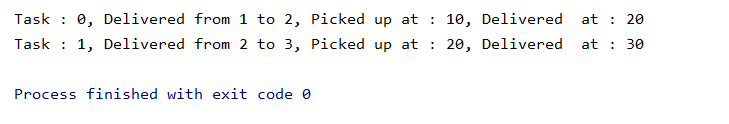 Task : 0, Delivered from 1 to 2, Picked up at : 10, Delivered  at : 20
Task : 1, Delivered from 2 to 3, Picked up at : 20, Delivered  at : 30
Process finished with exit code 0